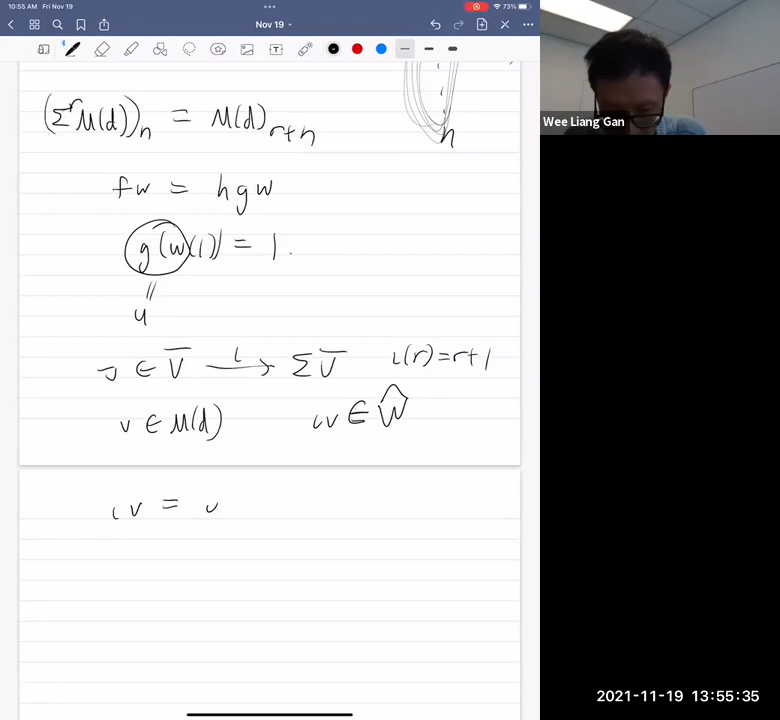 10:55 AM Fri Nov 19
73%
Nov 19
(Σ^r M(d))_n = M(d)_{r+n}
n
fw = hgw
g(w(1)) = 1.
||
u
v̄ ∈ V̄ →^ι ΣV̄ ι(r)=r+1
v ∈ M(d) ιv ∈ Ŵ
ιv = υ
Wee Liang Gan
2021-11-19 13:55:35